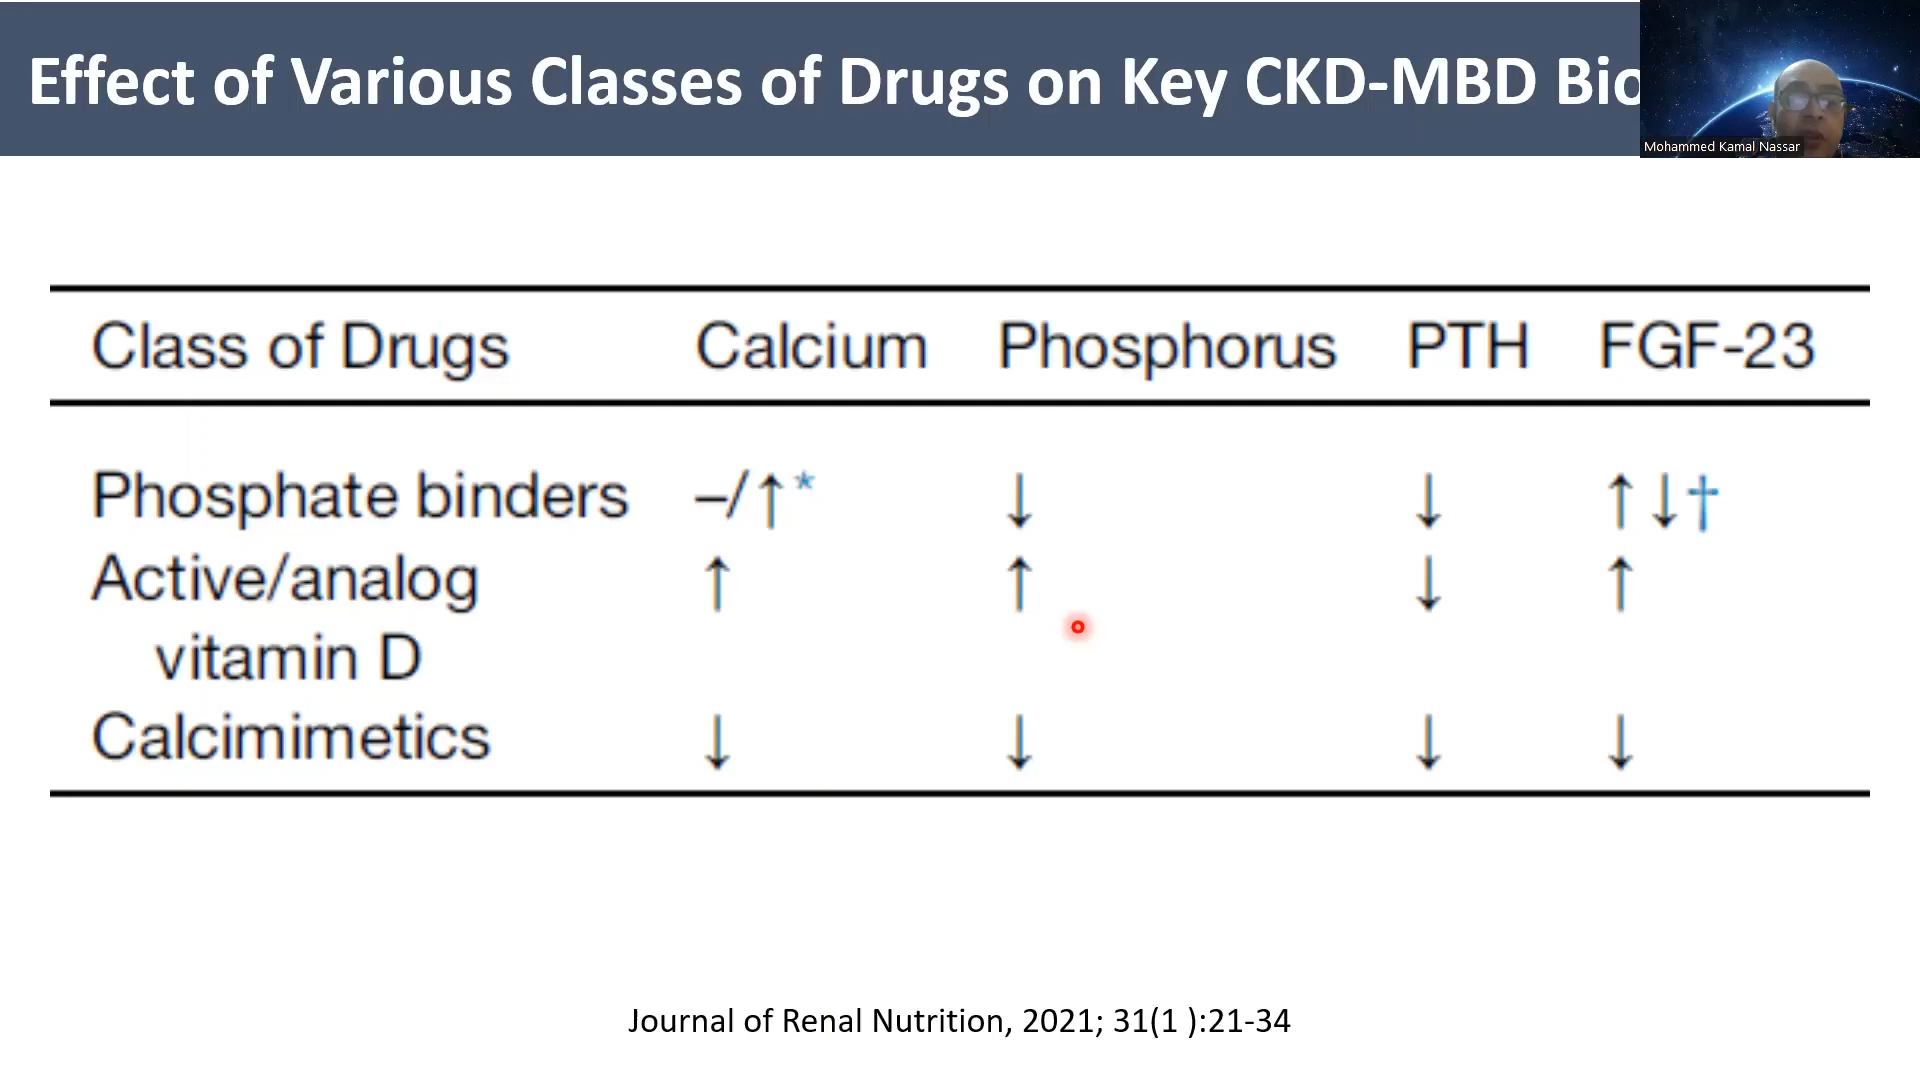 Effect of Various Classes of Drugs on Key CKD-MBD Bio
Mohammed Kamal Nassar
Class of Drugs Calcium Phosphorus PTH FGF-23
Phosphate binders –/↑* ↓ ↓ ↑↓†
Active/analog ↑ ↑ ↓ ↑
vitamin D
Calcimimetics ↓ ↓ ↓ ↓
Journal of Renal Nutrition, 2021; 31(1 ):21-34